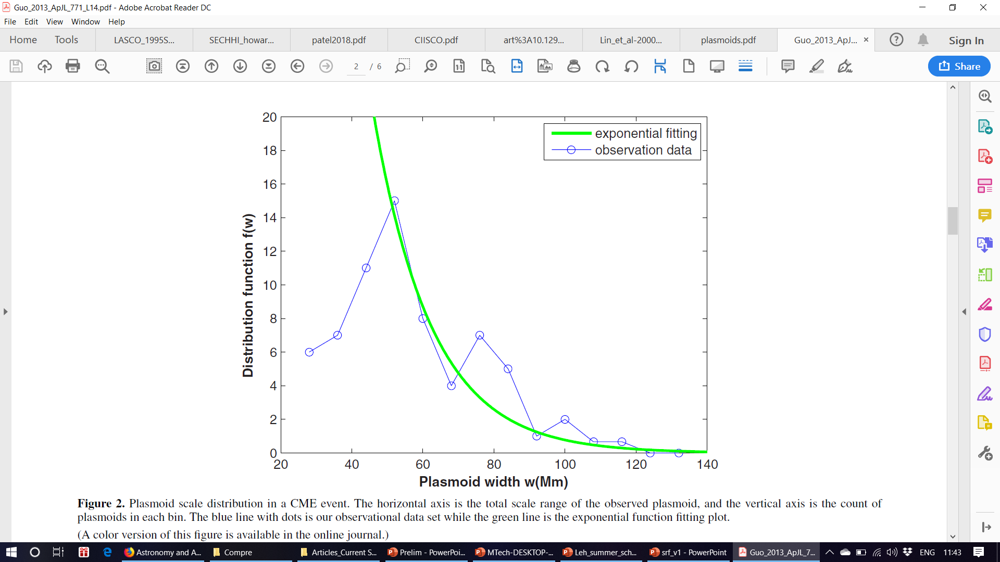 Guo_2013_ApJL_771_L14.pdf - Adobe Acrobat Reader DC
File Edit View Window Help
Home Tools LASCO_1995S... SECHHI_howar... patel2018.pdf CIISCO.pdf art%3A10.129... Lin_et_al-2000... plasmoids.pdf Guo_2013_ApJ... × Sign In
2 / 6 Share
20
18
16
14
12
10
8
6
4
2
0
Distribution function f(w)
exponential fitting
observation data
20 40 60 80 100 120 140
Plasmoid width w(Mm)
Figure 2. Plasmoid scale distribution in a CME event. The horizontal axis is the total scale range of the observed plasmoid, and the vertical axis is the count of
plasmoids in each bin. The blue line with dots is our observational data set while the green line is the exponential function fitting plot.
(A color version of this figure is available in the online journal.)
Astronomy and A... Compre Articles_Current S... Prelim - PowerPoi... MTech-DESKTOP-... Leh_summer_sch... srf_v1 - PowerPoint Guo_2013_ApJL_7... ENG 11:43